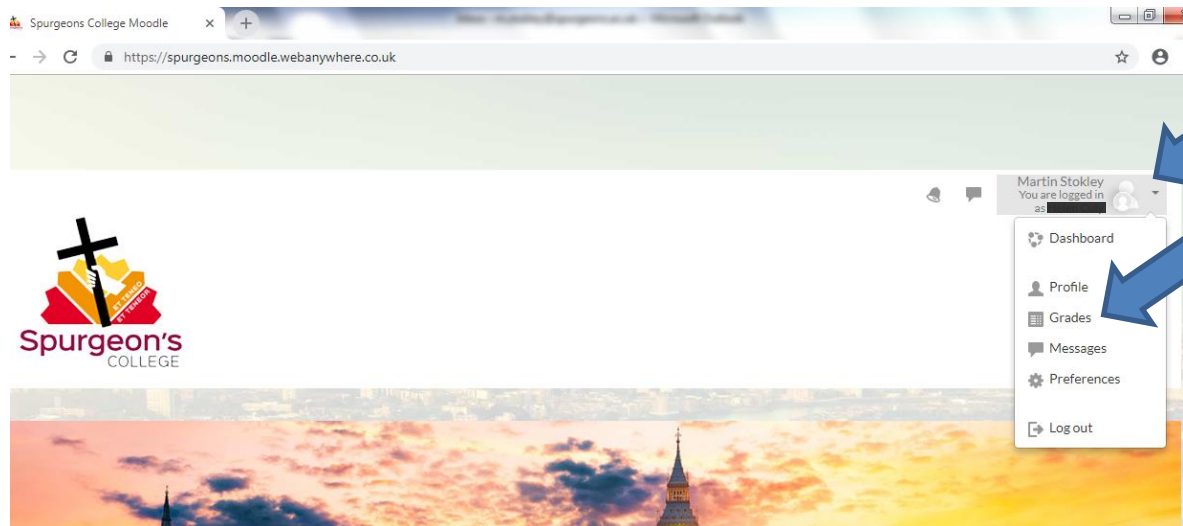 Spurgeons College Moodle
https://spurgeons.moodle.webanywhere.co.uk
Martin Stokley
You are logged in
as
Dashboard
Profile
Grades
Messages
Preferences
Log out
ET TENEO
ET TENEOR
Spurgeon's
COLLEGE